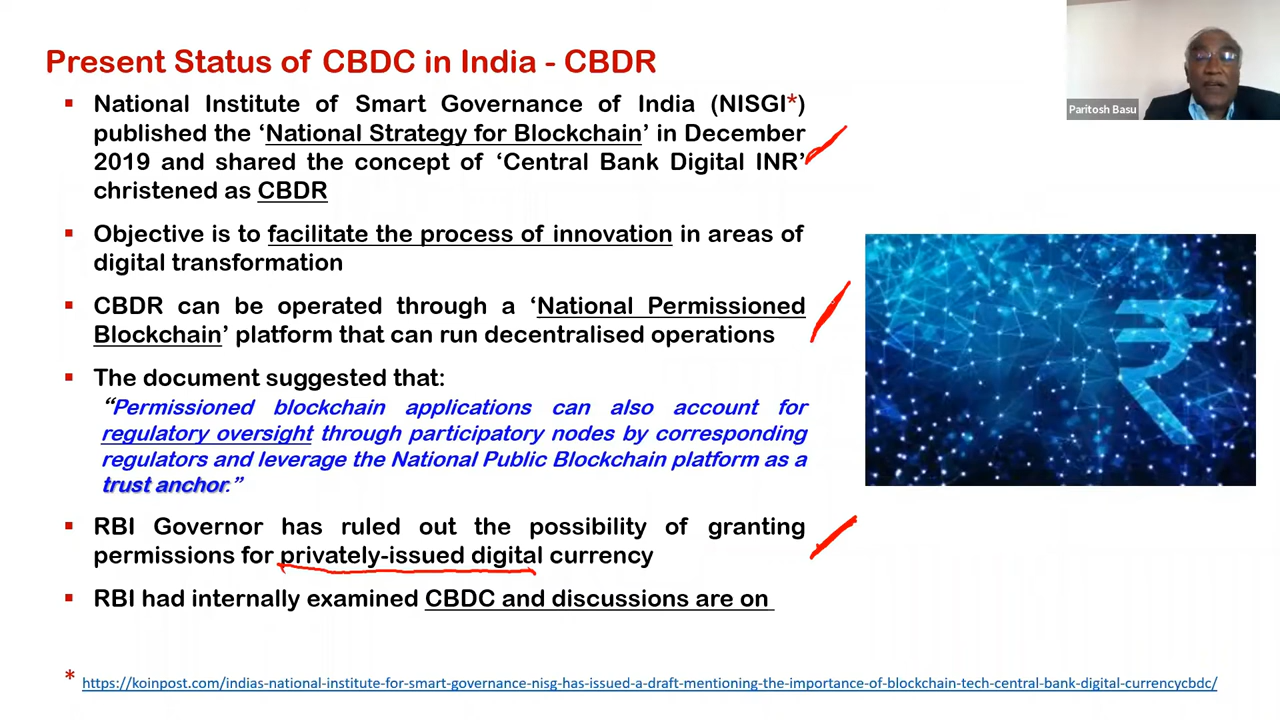 Present Status of CBDC in India - CBDR
Paritosh Basu
National Institute of Smart Governance of India (NISGI*)
published the ‘National Strategy for Blockchain’ in December
2019 and shared the concept of ‘Central Bank Digital INR’
christened as CBDR
Objective is to facilitate the process of innovation in areas of
digital transformation
CBDR can be operated through a ‘National Permissioned
Blockchain’ platform that can run decentralised operations
The document suggested that:
“Permissioned blockchain applications can also account for
regulatory oversight through participatory nodes by corresponding
regulators and leverage the National Public Blockchain platform as a
trust anchor.”
RBI Governor has ruled out the possibility of granting
permissions for privately-issued digital currency
RBI had internally examined CBDC and discussions are on
₹
* https://koinpost.com/indias-national-institute-for-smart-governance-nisg-has-issued-a-draft-mentioning-the-importance-of-blockchain-tech-central-bank-digital-currencycbdc/